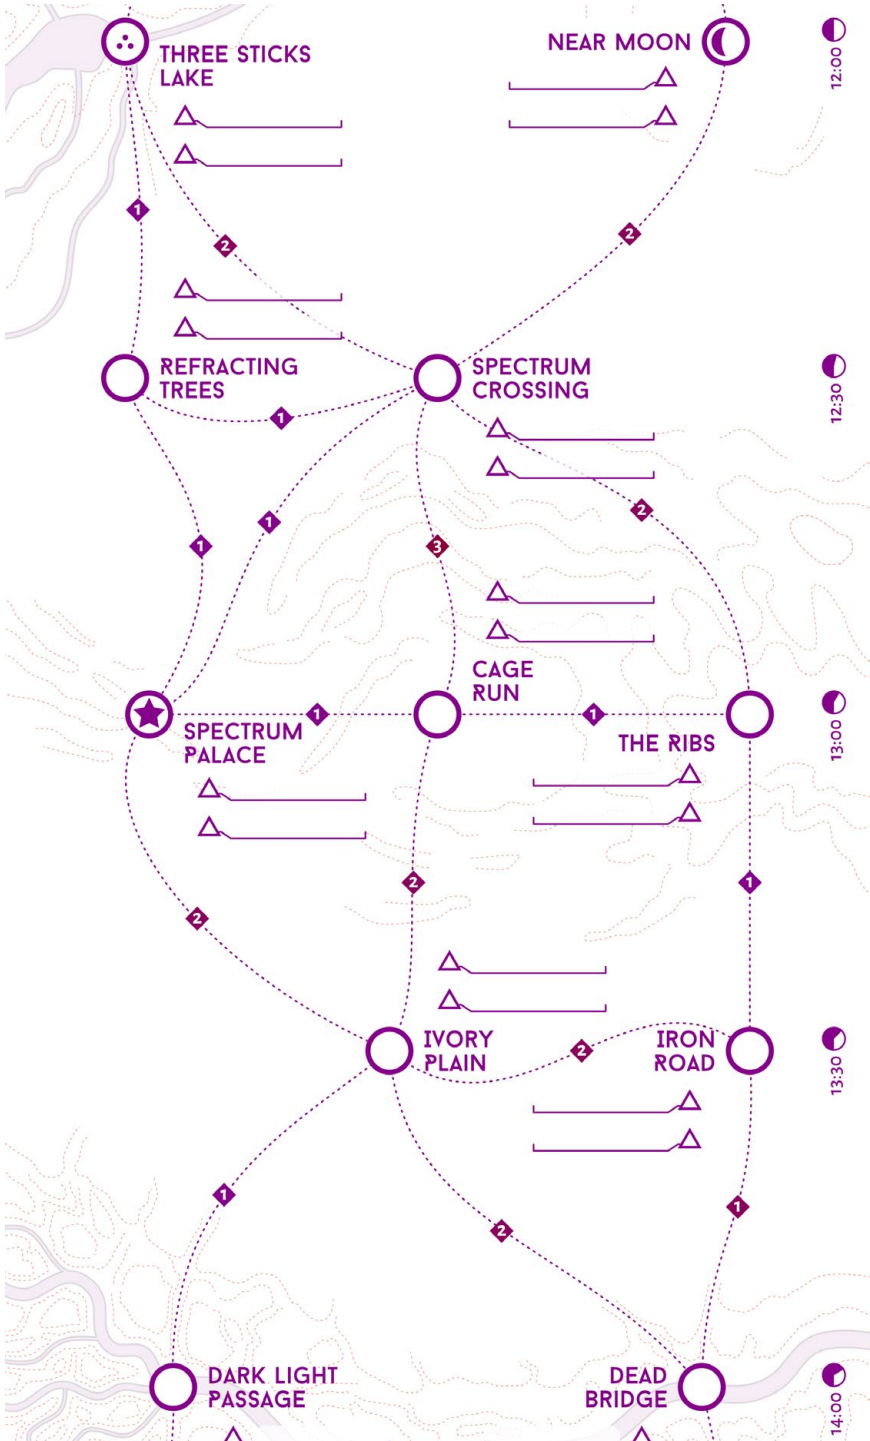 THREE STICKS
LAKE
NEAR MOON
12:00
1
2
2
REFRACTING
TREES
SPECTRUM
CROSSING
12:30
1
2
1
1
3
CAGE
RUN
SPECTRUM
PALACE
1
1
THE RIBS
13:00
2
1
2
IVORY
PLAIN
2
IRON
ROAD
13:30
1
1
2
DARK LIGHT
PASSAGE
DEAD
BRIDGE
14:00